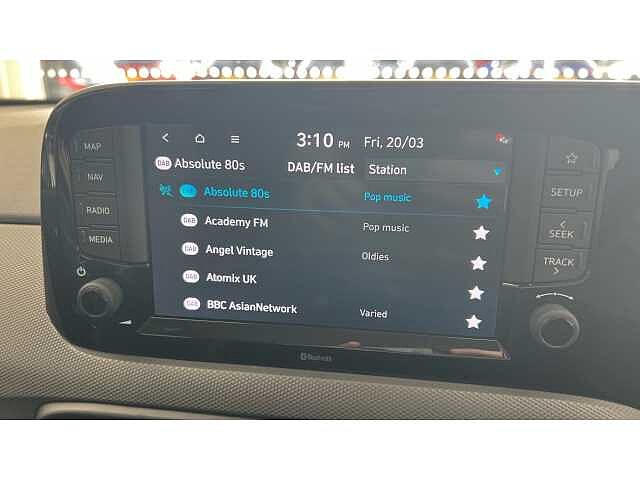 3:10 PM Fri, 20/03
DAB Absolute 80s DAB/FM list Station
Absolute 80s Pop music
DAB Academy FM Pop music
DAB Angel Vintage Oldies
DAB Atomix UK
DAB BBC AsianNetwork Varied
MAP
NAV
RADIO
MEDIA
SETUP
< SEEK
TRACK >
Bluetooth